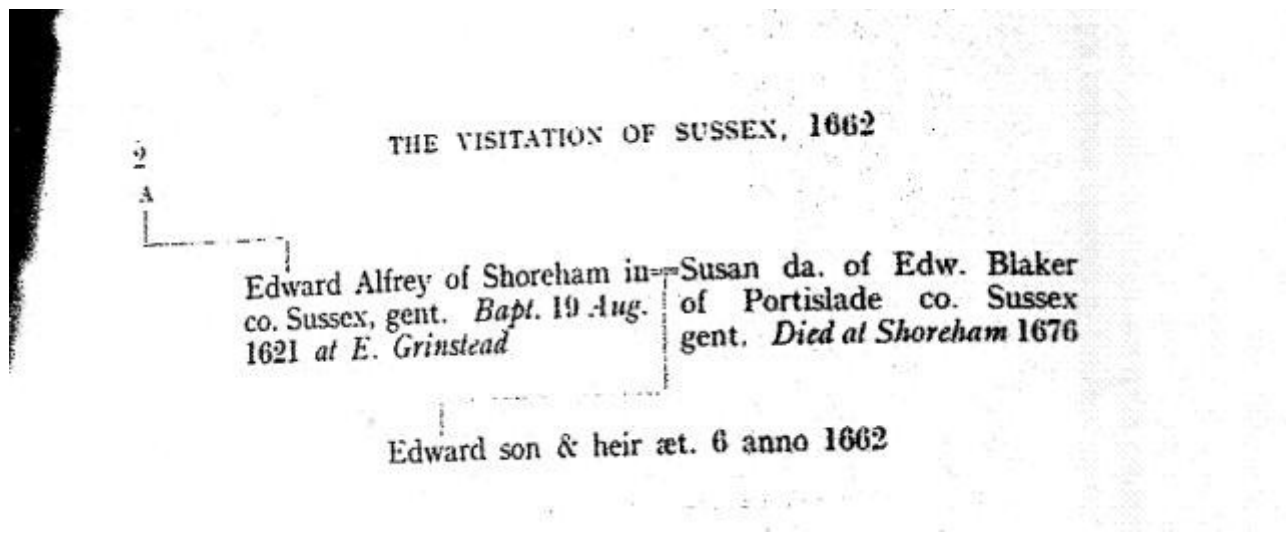 2
THE VISITATION OF SUSSEX, 1662
A
Edward Alfrey of Shoreham in
co. Sussex, gent. Bapt. 19 Aug.
1621 at E. Grinstead
Susan da. of Edw. Blaker
of Portislade co. Sussex
gent. Died at Shoreham 1676
Edward son & heir æt. 6 anno 1662